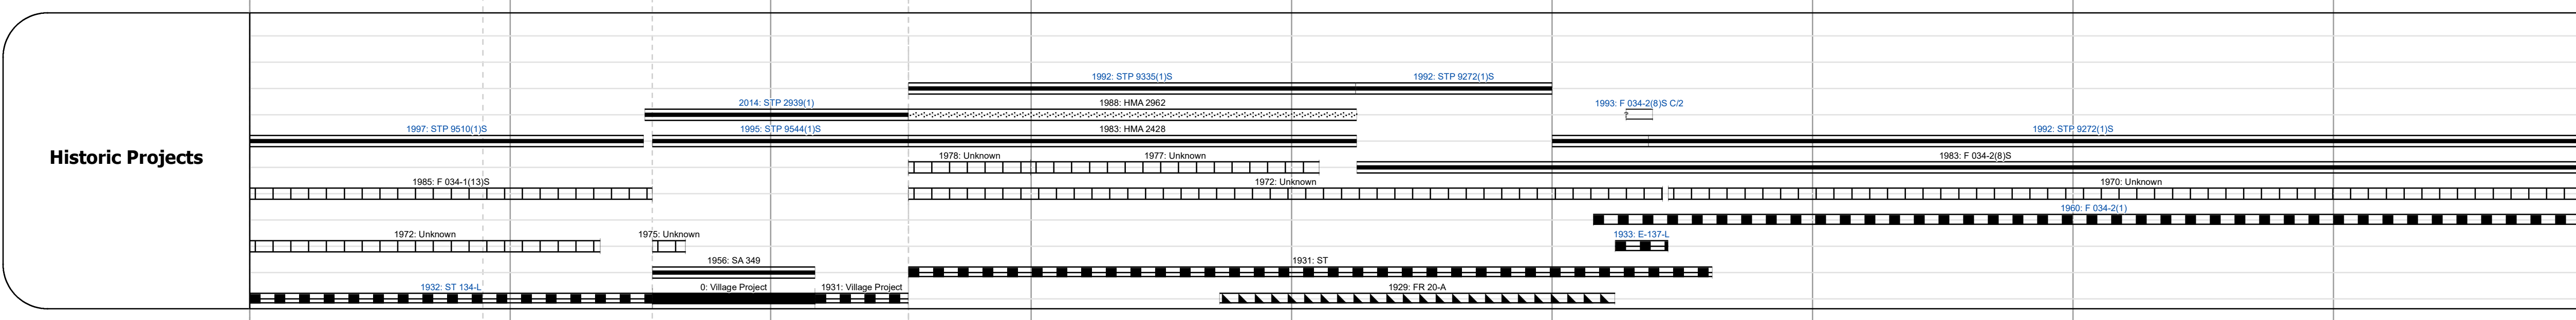 1992: STP 9335(1)S
1992: STP 9272(1)S
2014: STP 2939(1)
1988: HMA 2962
1993: F 034-2(8)S C/2
?
1997: STP 9510(1)S
1995: STP 9544(1)S
1983: HMA 2428
1992: STP 9272(1)S
Historic Projects
1978: Unknown
1977: Unknown
1983: F 034-2(8)S
1985: F 034-1(13)S
1972: Unknown
1970: Unknown
1960: F 034-2(1)
1972: Unknown
1975: Unknown
1933: E-137-L
1956: SA 349
1931: ST
1932: ST 134-L
0: Village Project
1931: Village Project
1929: FR 20-A